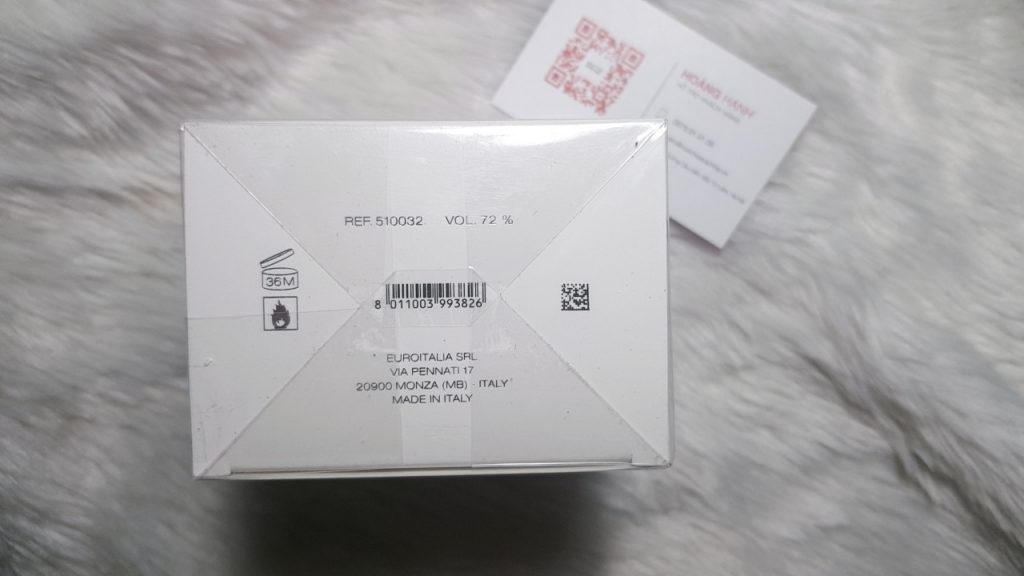 HOÀNG HẠNH
REF. 510032 VOL. 72 %
36M
8 011003 993826
EUROITALIA SRL
VIA PENNATI 17
20900 MONZA (MB) - ITALY
MADE IN ITALY